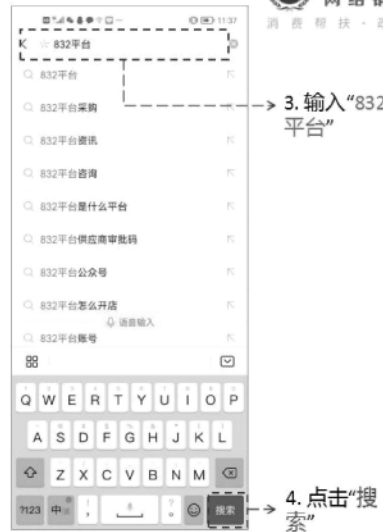 11:37
832平台
消费帮扶·
832平台
832平台采购
3. 输入“832
平台”
832平台资讯
832平台咨询
832平台是什么平台
832平台供应商审批码
832平台公众号
832平台怎么开店
语音输入
832平台账号
Q W E R T Y U I O P
A S D F G H J K L
Z X C V B N M
?123 中 ! , ? 。 搜索
4. 点击“搜
索”